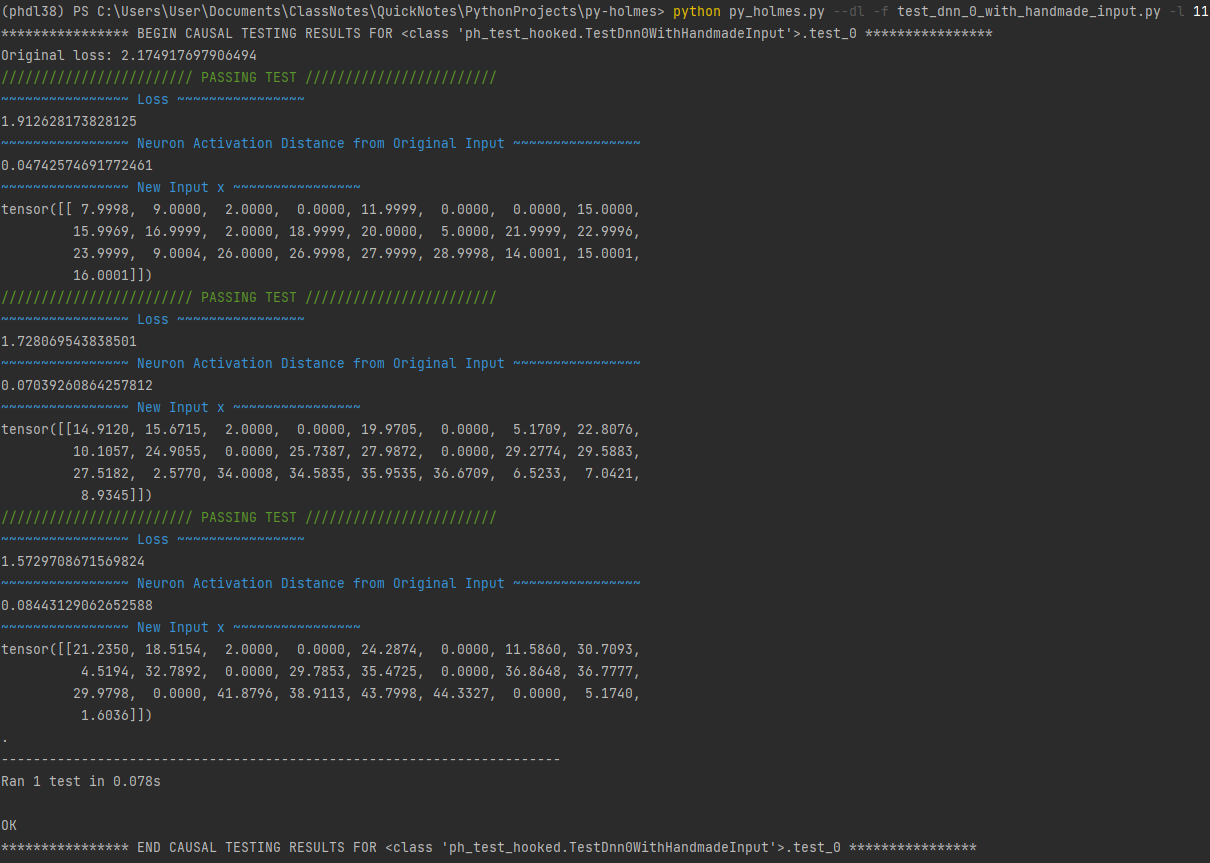 (phdl38) PS C:\Users\User\Documents\ClassNotes\QuickNotes\PythonProjects\py-holmes> python py_holmes.py --dl -f test_dnn_0_with_handmade_input.py -l 11
**************** BEGIN CAUSAL TESTING RESULTS FOR <class 'ph_test_hooked.TestDnn0WithHandmadeInput'>.test_0 ****************
Original loss: 2.174917697906494
//////////////////////// PASSING TEST ////////////////////////
~~~~~~~~~~~~~~~~ Loss ~~~~~~~~~~~~~~~~
1.912628173828125
~~~~~~~~~~~~~~~~ Neuron Activation Distance from Original Input ~~~~~~~~~~~~~~~~
0.04742574691772461
~~~~~~~~~~~~~~~~ New Input x ~~~~~~~~~~~~~~~~
tensor([[ 7.9998,  9.0000,  2.0000,  0.0000, 11.9999,  0.0000,  0.0000, 15.0000,
         15.9969, 16.9999,  2.0000, 18.9999, 20.0000,  5.0000, 21.9999, 22.9996,
         23.9999,  9.0004, 26.0000, 26.9998, 27.9999, 28.9998, 14.0001, 15.0001,
         16.0001]])
//////////////////////// PASSING TEST ////////////////////////
~~~~~~~~~~~~~~~~ Loss ~~~~~~~~~~~~~~~~
1.728069543838501
~~~~~~~~~~~~~~~~ Neuron Activation Distance from Original Input ~~~~~~~~~~~~~~~~
0.07039260864257812
~~~~~~~~~~~~~~~~ New Input x ~~~~~~~~~~~~~~~~
tensor([[14.9120, 15.6715,  2.0000,  0.0000, 19.9705,  0.0000,  5.1709, 22.8076,
         10.1057, 24.9055,  0.0000, 25.7387, 27.9872,  0.0000, 29.2774, 29.5883,
         27.5182,  2.5770, 34.0008, 34.5835, 35.9535, 36.6709,  6.5233,  7.0421,
          8.9345]])
//////////////////////// PASSING TEST ////////////////////////
~~~~~~~~~~~~~~~~ Loss ~~~~~~~~~~~~~~~~
1.5729708671569824
~~~~~~~~~~~~~~~~ Neuron Activation Distance from Original Input ~~~~~~~~~~~~~~~~
0.08443129062652588
~~~~~~~~~~~~~~~~ New Input x ~~~~~~~~~~~~~~~~
tensor([[21.2350, 18.5154,  2.0000,  0.0000, 24.2874,  0.0000, 11.5860, 30.7093,
          4.5194, 32.7892,  0.0000, 29.7853, 35.4725,  0.0000, 36.8648, 36.7777,
         29.9798,  0.0000, 41.8796, 38.9113, 43.7998, 44.3327,  0.0000,  5.1740,
          1.6036]])
.
----------------------------------------------------------------------
Ran 1 test in 0.078s

OK
**************** END CAUSAL TESTING RESULTS FOR <class 'ph_test_hooked.TestDnn0WithHandmadeInput'>.test_0 ****************